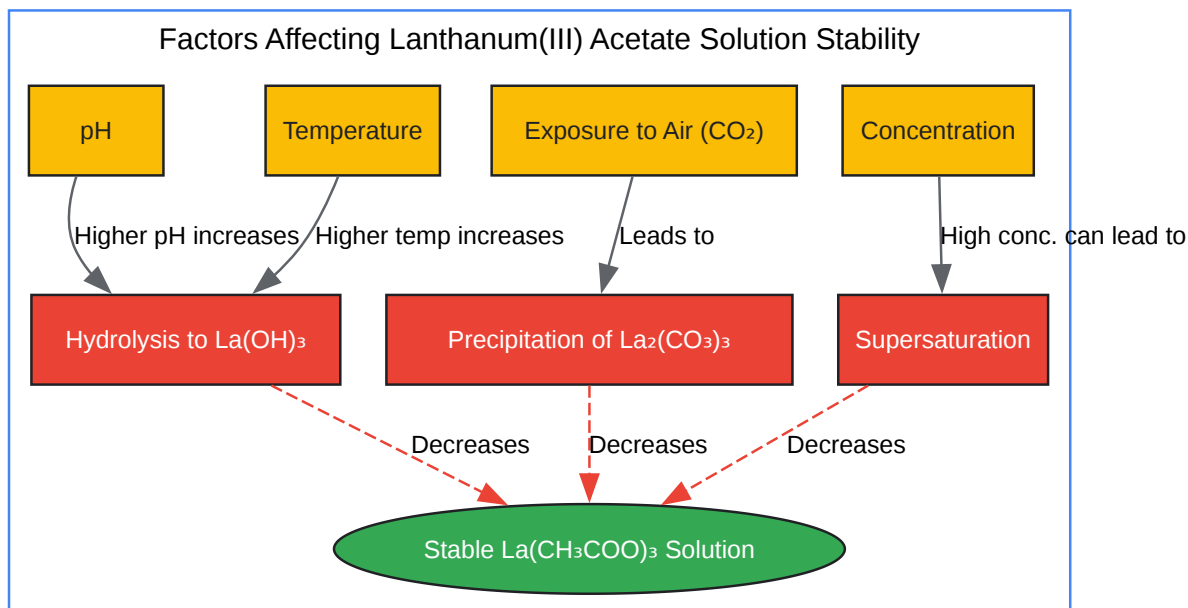 Factors Affecting Lanthanum(III) Acetate Solution Stability
pH
Temperature
Exposure to Air (CO₂)
Concentration
Higher pH increases
Higher temp increases
Leads to
High conc. can lead to
Hydrolysis to La(OH)₃
Precipitation of La₂(CO₃)₃
Supersaturation
Decreases
Decreases
Decreases
Stable La(CH₃COO)₃ Solution